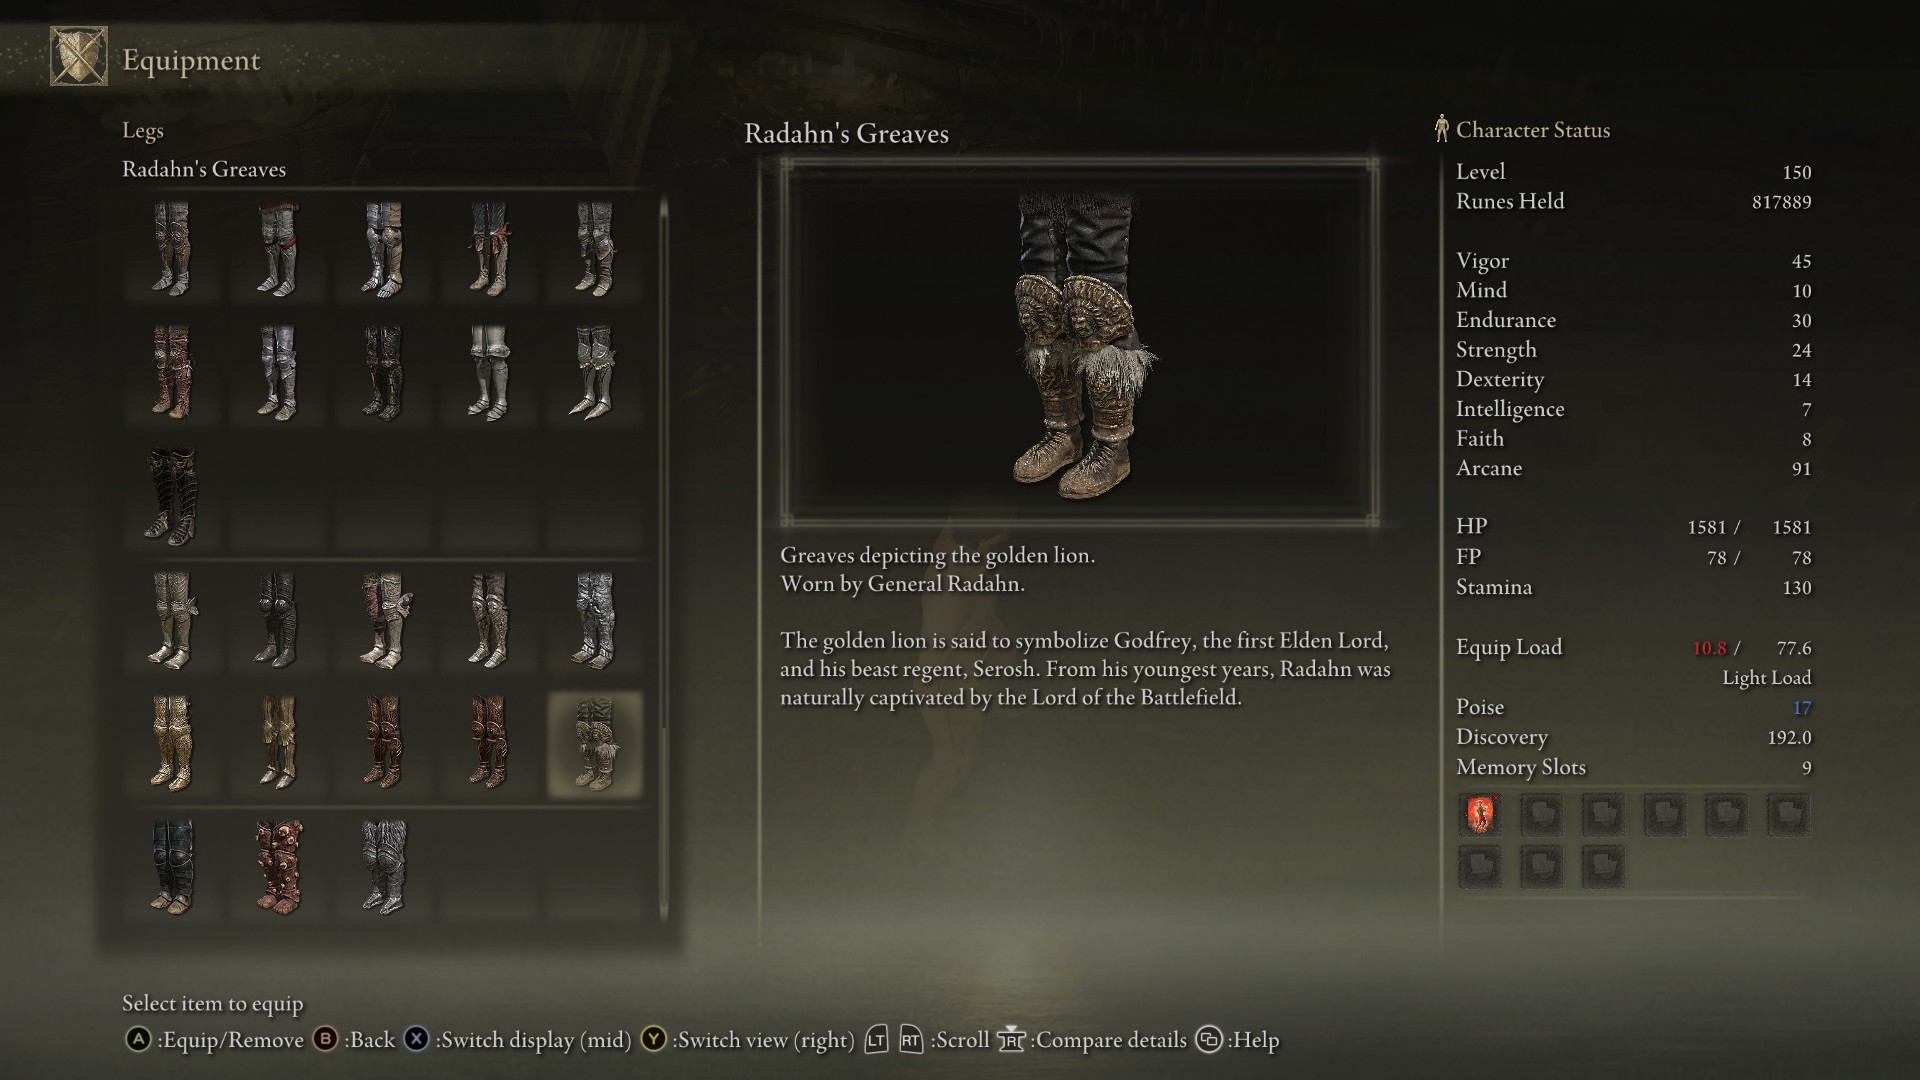 Equipment
Legs
Radahn's Greaves
Radahn's Greaves
Greaves depicting the golden lion.
Worn by General Radahn.
The golden lion is said to symbolize Godfrey, the first Elden Lord,
and his beast regent, Serosh. From his youngest years, Radahn was
naturally captivated by the Lord of the Battlefield.
Character Status
Level 150
Runes Held 817889
Vigor 45
Mind 10
Endurance 30
Strength 24
Dexterity 14
Intelligence 7
Faith 8
Arcane 91
HP 1581 / 1581
FP 78 / 78
Stamina 130
Equip Load 10.8 / 77.6
Light Load
Poise 17
Discovery 192.0
Memory Slots 9
Select item to equip
A :Equip/Remove B :Back X :Switch display (mid) Y :Switch view (right) LT RT :Scroll R :Compare details :Help